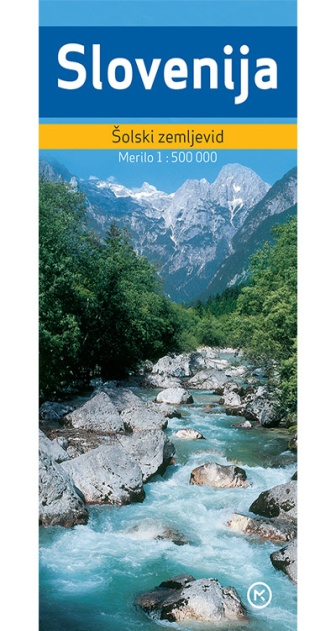 Slovenija
Šolski zemljevid
Merilo 1 : 500 000